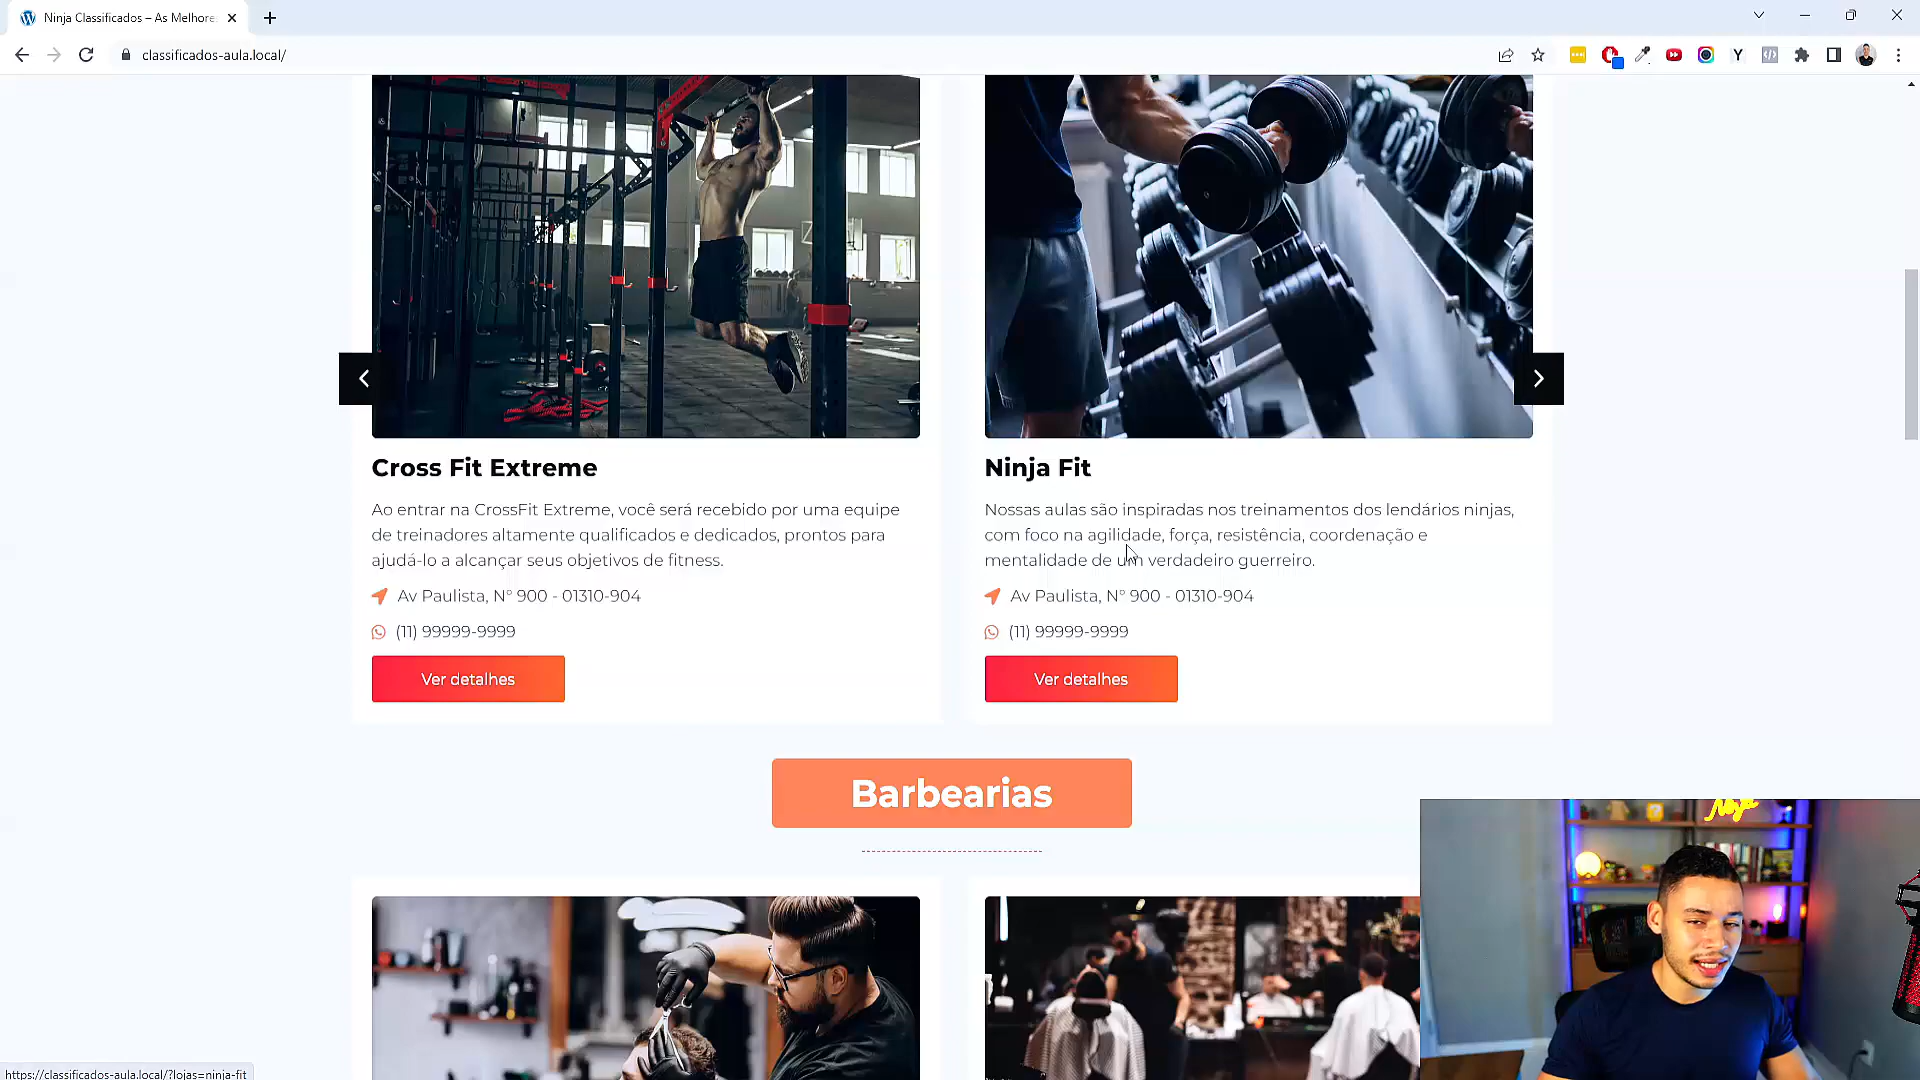 Ninja Classificados – As Melhore
classificados-aula.local/
Y
Cross Fit Extreme
Ao entrar na CrossFit Extreme, você será recebido por uma equipe
de treinadores altamente qualificados e dedicados, prontos para
ajudá-lo a alcançar seus objetivos de fitness.
Av Paulista, N° 900 - 01310-904
(11) 99999-9999
Ver detalhes
Ninja Fit
Nossas aulas são inspiradas nos treinamentos dos lendários ninjas,
com foco na agilidade, força, resistência, coordenação e
mentalidade de um verdadeiro guerreiro.
Av Paulista, N° 900 - 01310-904
(11) 99999-9999
Ver detalhes
Barbearias
Ninja
https://classificados-aula.local/?lojas=ninja-fit